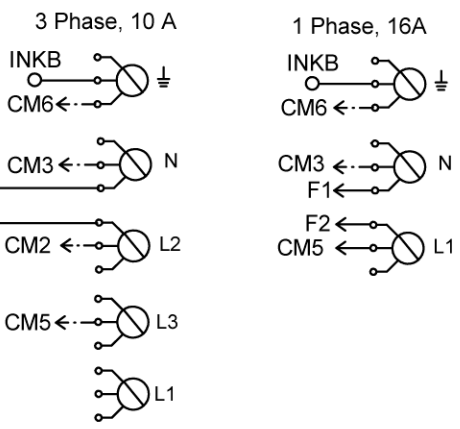 3 Phase, 10 A
INKB
CM6
CM3
N
CM2
L2
CM5
L3
L1
1 Phase, 16A
INKB
CM6
CM3
N
F1
F2
CM5
L1